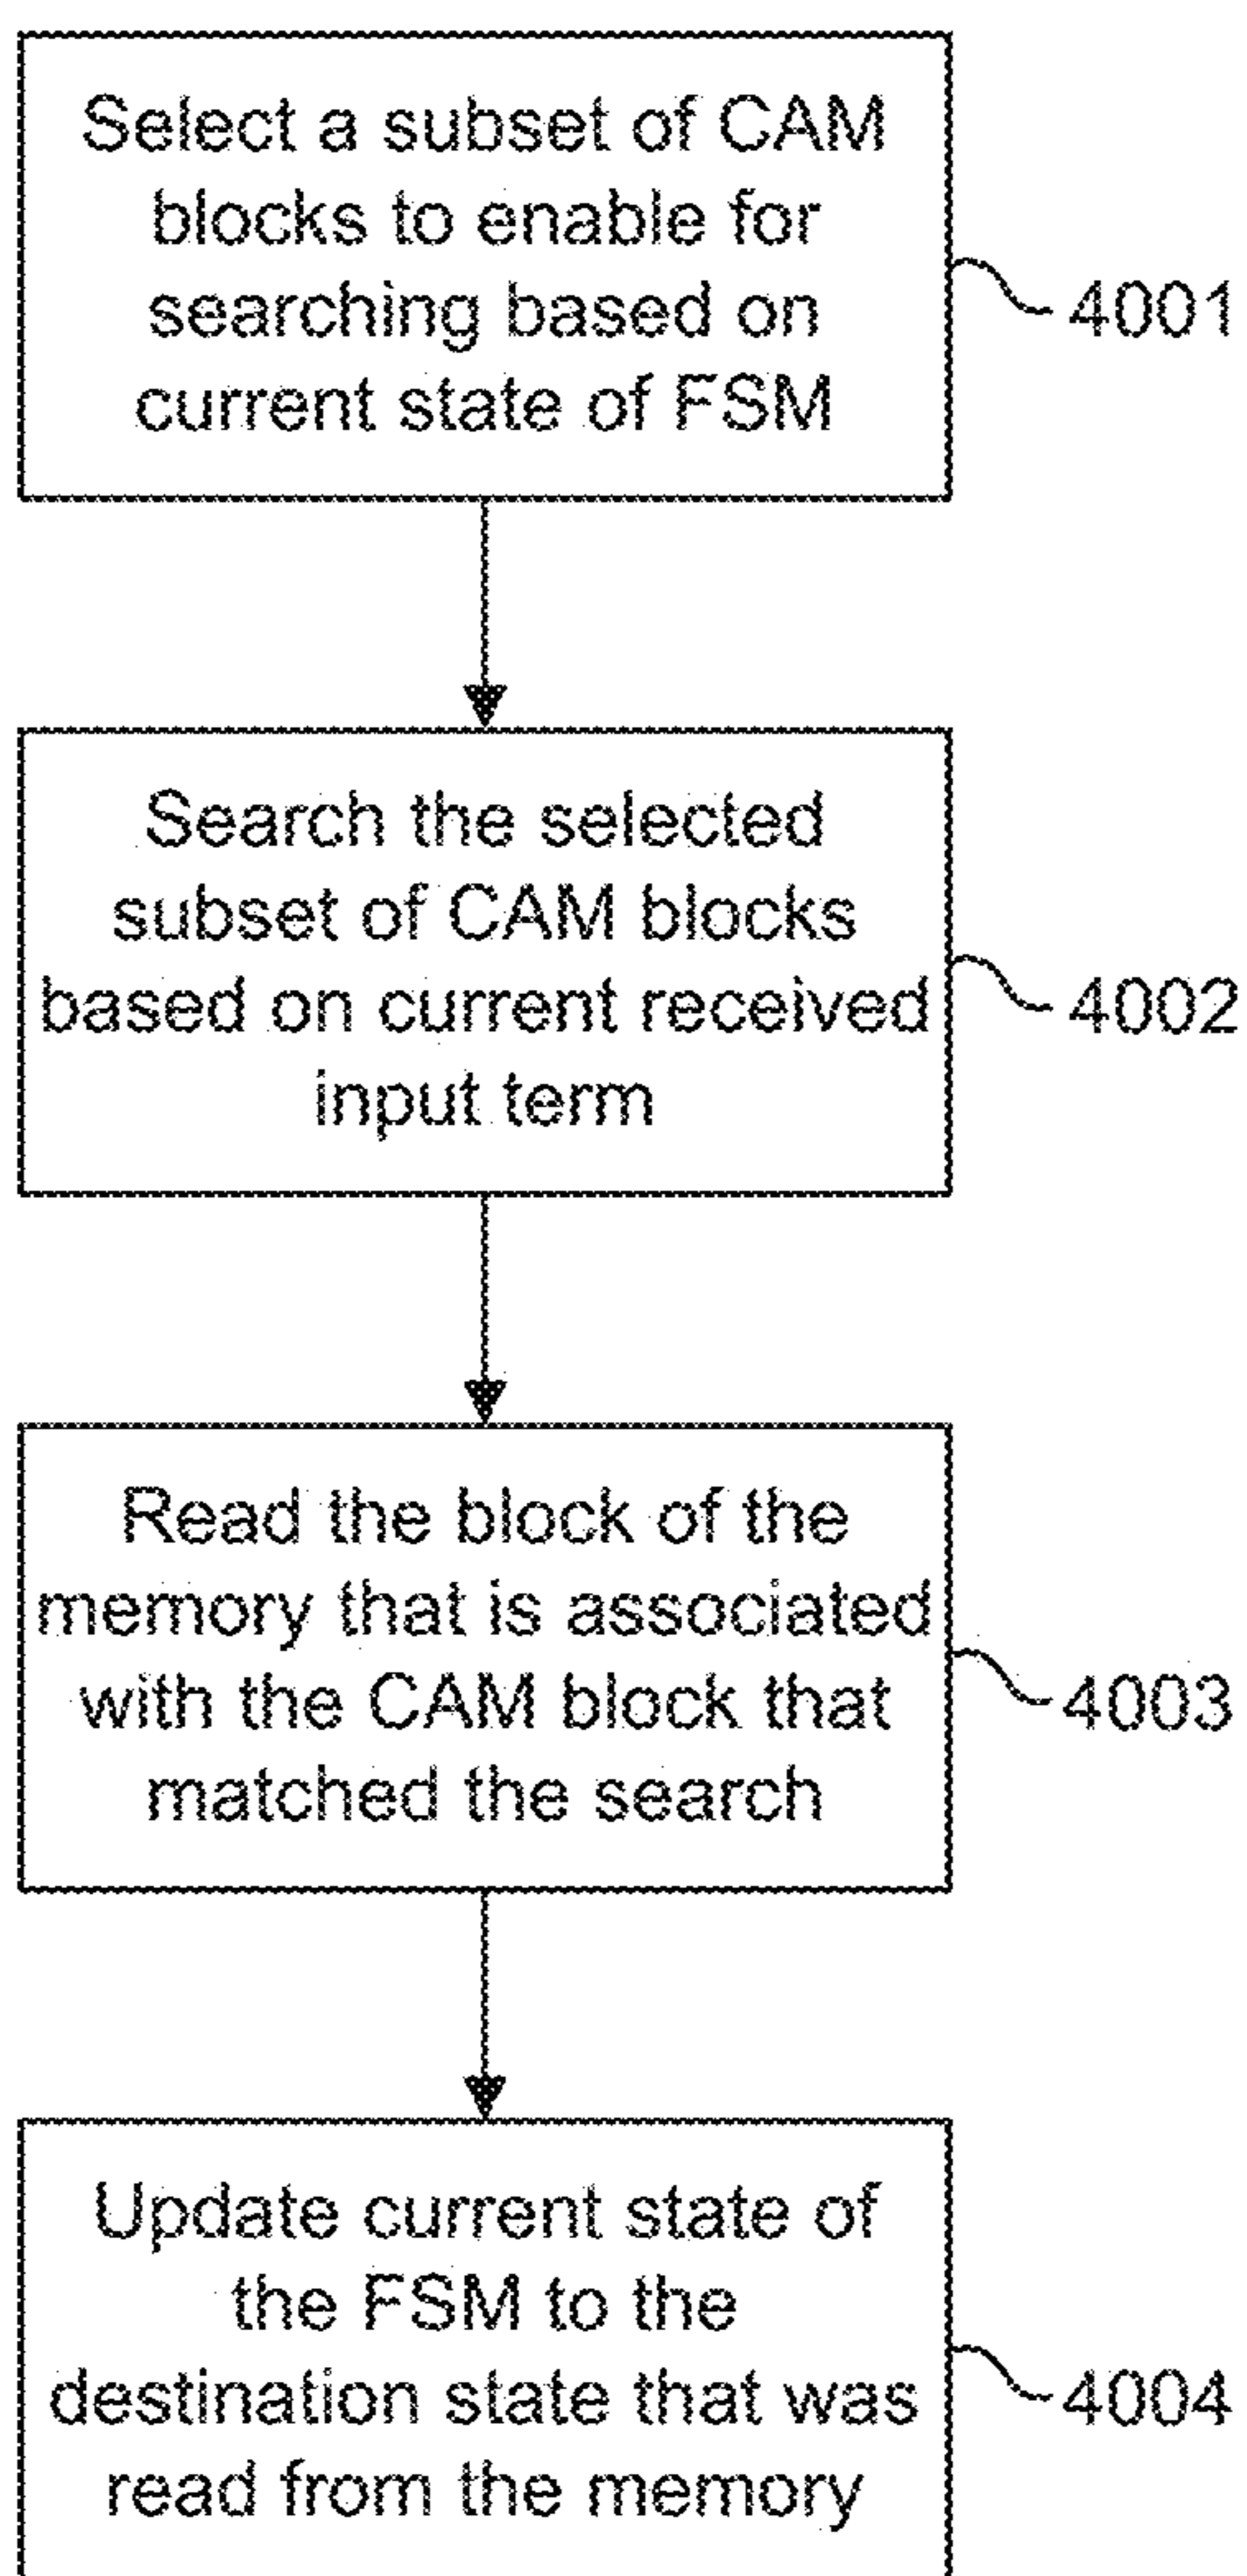 Select a subset of CAM
blocks to enable for
searching based on
current state of FSM
4001
Search the selected
subset of CAM blocks
based on current received
input term
4002
Read the block of the
memory that is associated
with the CAM block that
matched the search
4003
Update current state of
the FSM to the
destination state that was
read from the memory
4004